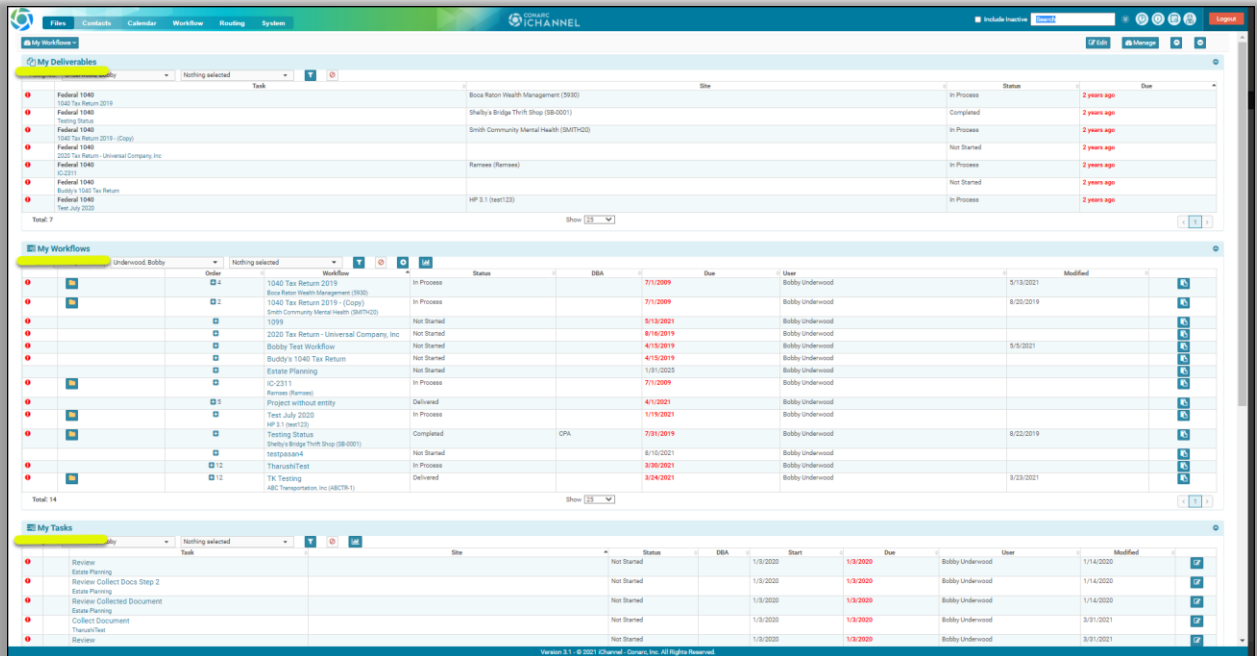 Files Contacts Calendar Workflow Routing System CONARC iCHANNEL Include Inactive Search Logout
My Workflows Edit Manage
My Deliverables
Nothing selected
Task Site Status Due
Federal 1040 Boca Raton Wealth Management (5930) In Process 2 years ago
1040 Tax Return 2019
Federal 1040 Shelby's Bridge Thrift Shop (SB-0001) Completed 2 years ago
Testing Status
Federal 1040 Smith Community Mental Health (SMITH20) In Process 2 years ago
1040 Tax Return 2019 - (Copy)
Federal 1040 Not Started 2 years ago
2020 Tax Return - Universal Company, Inc
Federal 1040 Ramses (Ramses) In Process 2 years ago
IC-2311
Federal 1040 Not Started 2 years ago
Buddy's 1040 Tax Return
Federal 1040 HP 3.1 (test123) In Process 2 years ago
Test July 2020
Total: 7 Show 25 1
My Workflows
Underwood, Bobby Nothing selected
Order Workflow Status DBA Due User Modified
4 1040 Tax Return 2019 In Process 7/1/2009 Bobby Underwood 5/13/2021
Boca Raton Wealth Management (5930)
2 1040 Tax Return 2019 - (Copy) In Process 7/1/2009 Bobby Underwood 8/20/2019
Smith Community Mental Health (SMITH20)
1099 Not Started 5/13/2021 Bobby Underwood
2020 Tax Return - Universal Company, Inc Not Started 8/16/2019 Bobby Underwood
Bobby Test Workflow Not Started 4/15/2019 Bobby Underwood 5/5/2021
Buddy's 1040 Tax Return Not Started 4/15/2019 Bobby Underwood
Estate Planning Not Started 1/31/2025 Bobby Underwood
IC-2311 In Process 7/1/2009 Bobby Underwood
Ramses (Ramses)
5 Project without entity Delivered 4/1/2021 Bobby Underwood
Test July 2020 In Process 1/19/2021 Bobby Underwood
HP 3.1 (test123)
Testing Status Completed CPA 7/31/2019 Bobby Underwood 8/22/2019
Shelby's Bridge Thrift Shop (SB-0001)
testpasan4 Not Started 8/10/2021 Bobby Underwood
12 TharushiTest In Process 3/30/2021 Bobby Underwood
12 TK Testing Delivered 3/24/2021 Bobby Underwood 3/23/2021
ABC Transportation, Inc (ABCTR-1)
Total: 14 Show 25 1
My Tasks
Nothing selected
Task Site Status DBA Start Due User Modified
Review Not Started 1/3/2020 1/3/2020 Bobby Underwood 1/14/2020
Estate Planning
Review Collect Docs Step 2 Not Started 1/3/2020 1/3/2020 Bobby Underwood 1/14/2020
Estate Planning
Review Collected Document Not Started 1/3/2020 1/3/2020 Bobby Underwood 1/14/2020
Estate Planning
Collect Document Not Started 1/3/2020 1/3/2020 Bobby Underwood 3/31/2021
TharushiTest
Review Not Started 1/3/2020 1/3/2020 Bobby Underwood 3/31/2021
Version 3.1 - © 2021 iChannel - Conarc, Inc. All Rights Reserved.